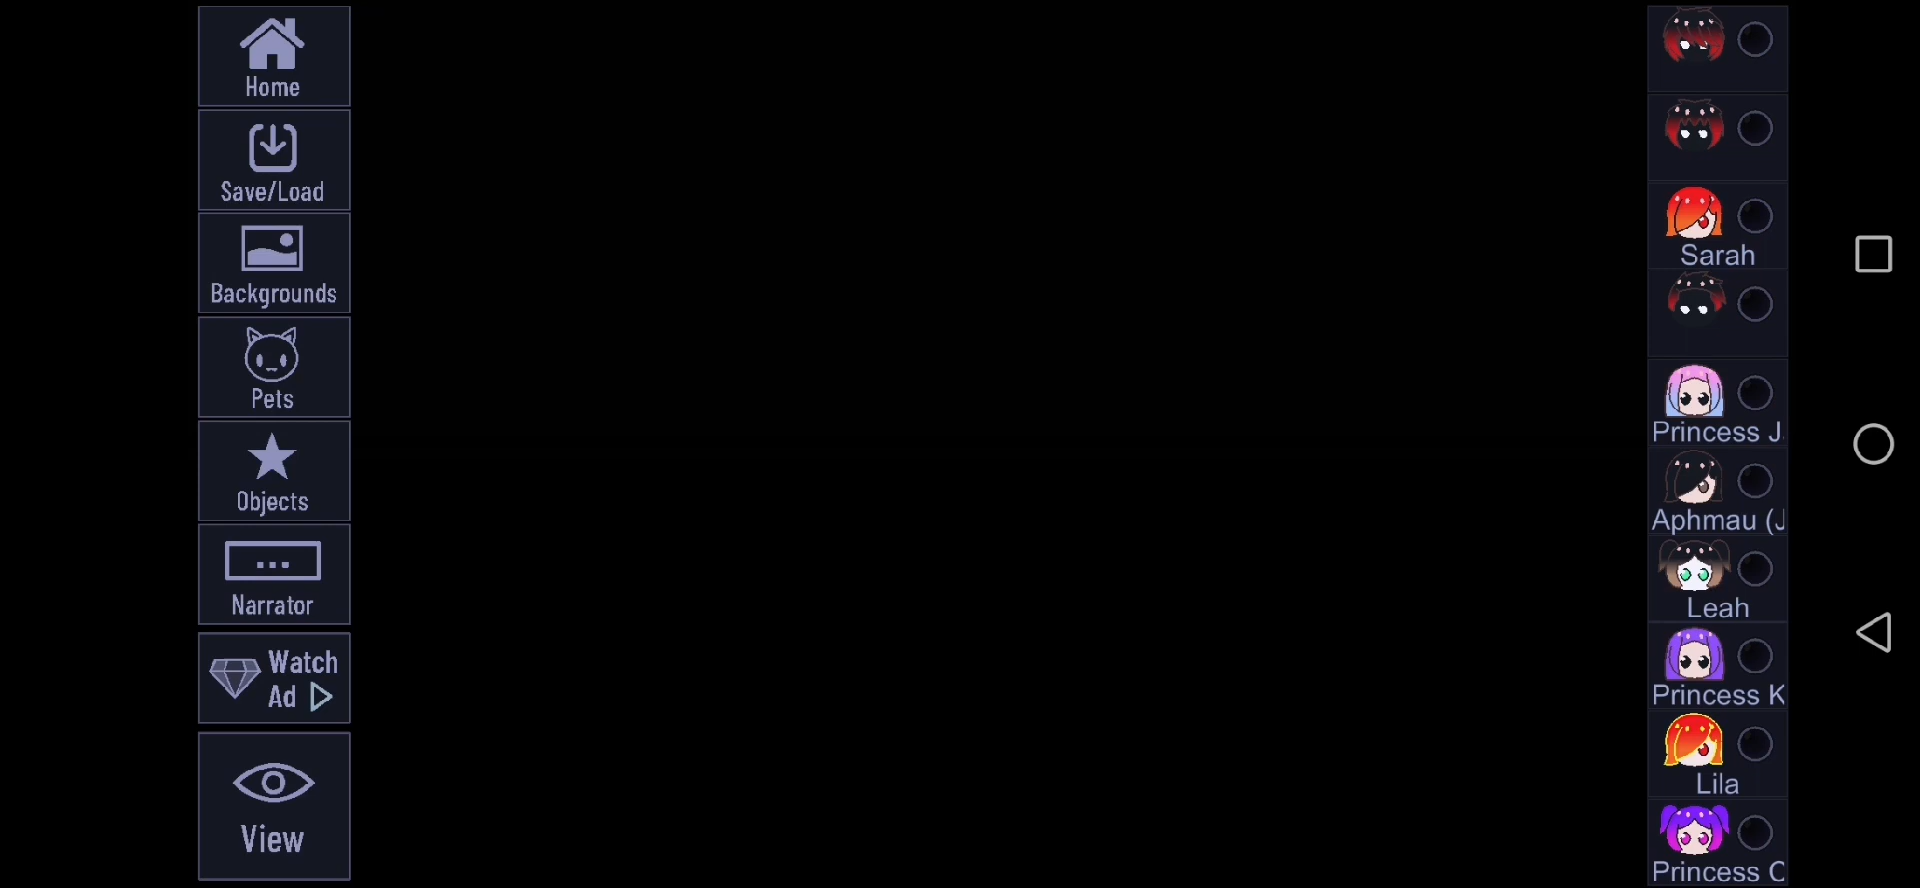 Home
Save/Load
Backgrounds
Pets
Objects
...
Narrator
Watch
Ad
View
Sarah
Princess J
Aphmau (J
Leah
Princess K
Lila
Princess C